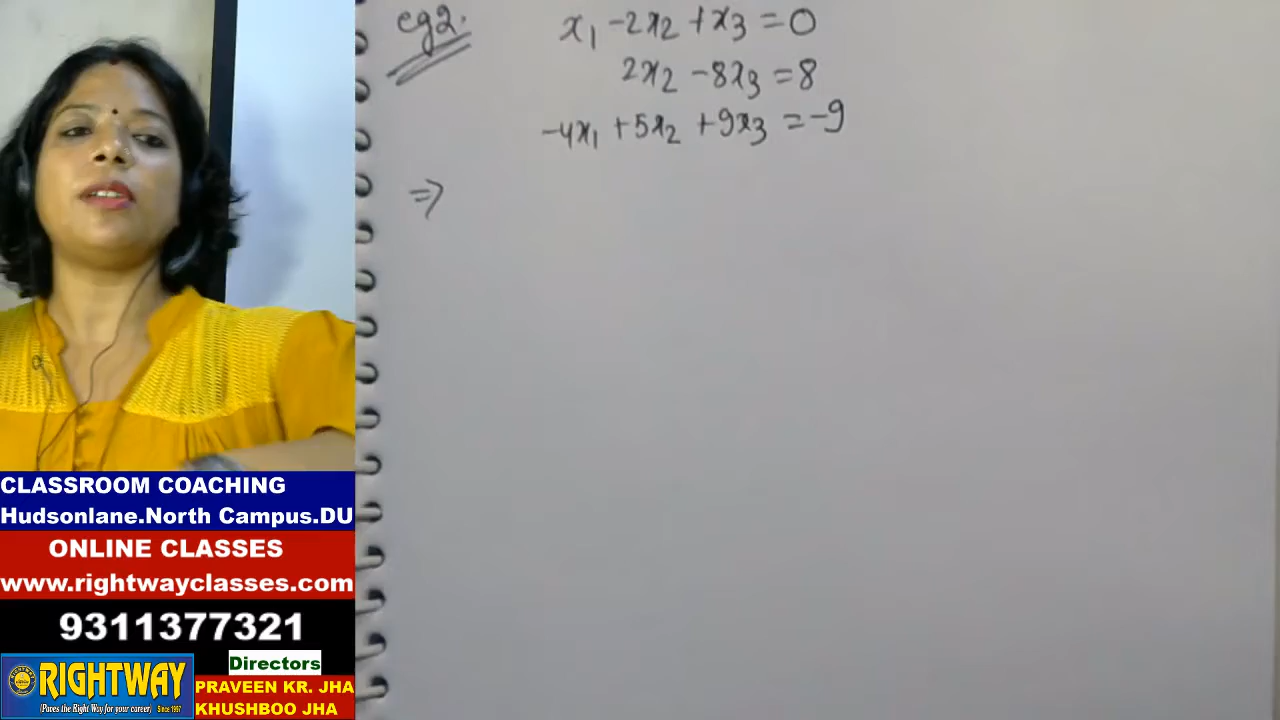 eg2.
x₁ -2x₂ +x₃ =0
2x₂ -8x₃ =8
-4x₁ +5x₂ +9x₃ =-9
⇒
CLASSROOM COACHING
Hudsonlane.North Campus.DU
ONLINE CLASSES
www.rightwayclasses.com
9311377321
RIGHTWAY
(Paves the Right Way for your career) Since 1997
Directors
PRAVEEN KR. JHA
KHUSHBOO JHA